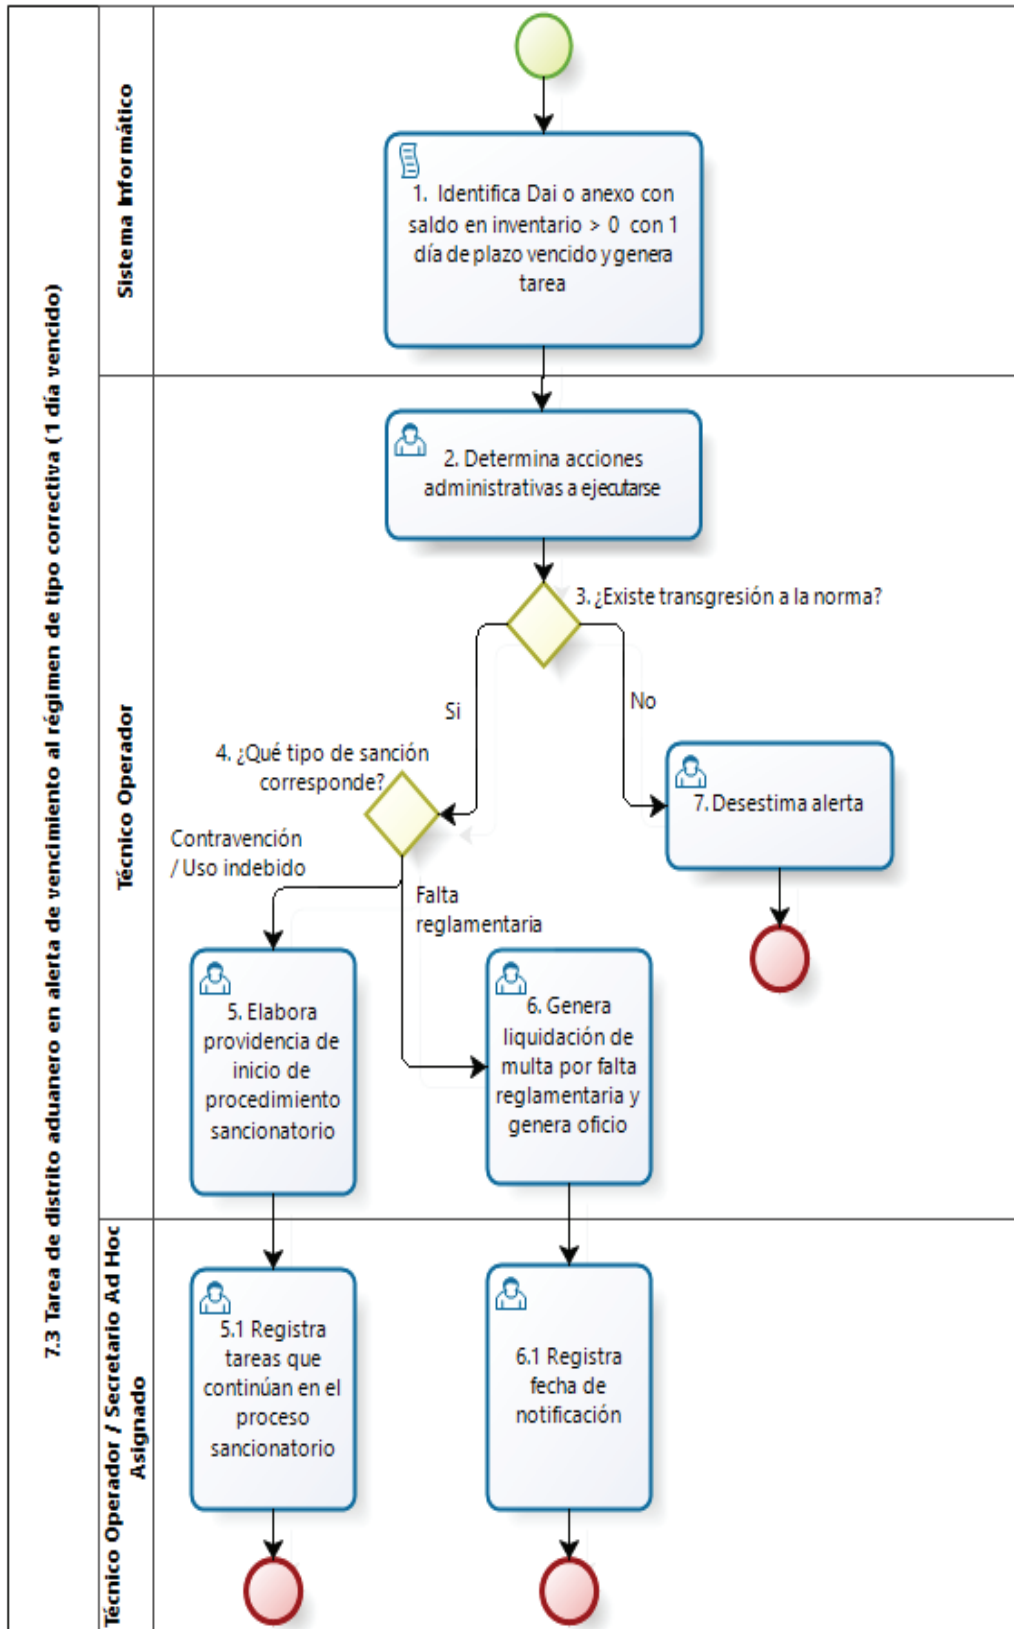 7.3 Tarea de distrito aduanero en alerta de vencimiento al régimen de tipo correctiva (1 día vencido)
Sistema Informático
1. Identifica Dai o anexo con
saldo en inventario > 0 con 1
día de plazo vencido y genera
tarea
Técnico Operador
2. Determina acciones
administrativas a ejecutarse
3. ¿Existe transgresión a la norma?
Si
No
4. ¿Qué tipo de sanción
corresponde?
7. Desestima alerta
Contravención
/ Uso indebido
Falta
reglamentaria
5. Elabora
providencia de
inicio de
procedimiento
sancionatorio
6. Genera
liquidación de
multa por falta
reglamentaria y
genera oficio
Técnico Operador / Secretario Ad Hoc
Asignado
5.1 Registra
tareas que
continúan en el
proceso
sancionatorio
6.1 Registra
fecha de
notificación